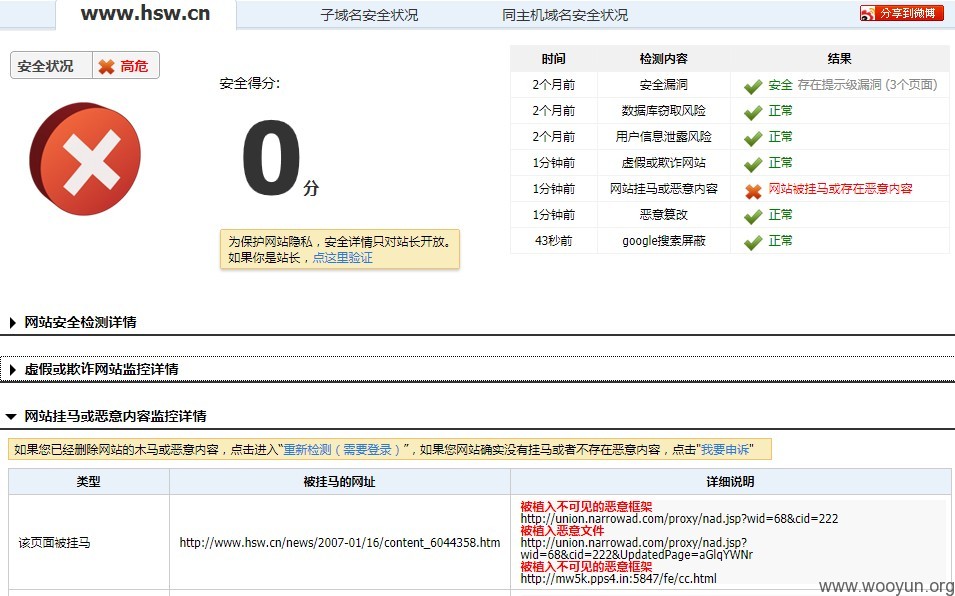 www.hsw.cn 子域名安全状况 同主机域名安全状况 分享到微博
安全状况 高危
安全得分：
0分
为保护网站隐私，安全详情只对站长开放。
如果你是站长，点这里验证
时间 检测内容 结果
2个月前 安全漏洞 安全 存在提示级漏洞 (3个页面)
2个月前 数据库窃取风险 正常
2个月前 用户信息泄露风险 正常
1分钟前 虚假或欺诈网站 正常
1分钟前 网站挂马或恶意内容 网站被挂马或存在恶意内容
1分钟前 恶意篡改 正常
43秒前 google搜索屏蔽 正常
网站安全检测详情
虚假或欺诈网站监控详情
网站挂马或恶意内容监控详情
如果您已经删除网站的木马或恶意内容，点击进入“重新检测（需要登录）”，如果您网站确实没有挂马或者不存在恶意内容，点击“我要申诉”
类型 被挂马的网址 详细说明
该页面被挂马 http://www.hsw.cn/news/2007-01/16/content_6044358.htm
被植入不可见的恶意框架
http://union.narrowad.com/proxy/nad.jsp?wid=68&cid=222
被植入恶意文件
http://union.narrowad.com/proxy/nad.jsp?
wid=68&cid=222&UpdatedPage=aGlqYWNr
被植入不可见的恶意框架
http://mw5k.pps4.in:5847/fe/cc.html
www.wooyun.org